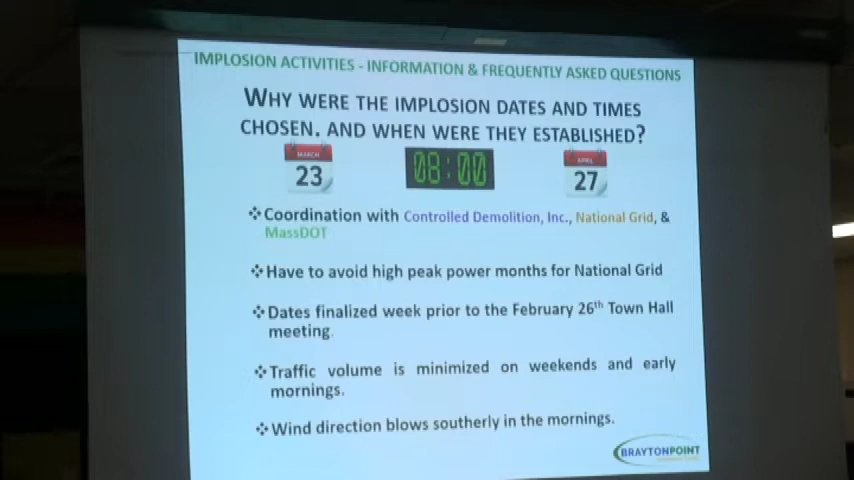 IMPLOSION ACTIVITIES - INFORMATION & FREQUENTLY ASKED QUESTIONS
WHY WERE THE IMPLOSION DATES AND TIMES
CHOSEN. AND WHEN WERE THEY ESTABLISHED?
MARCH
23
08:00
APRIL
27
❖Coordination with Controlled Demolition, Inc., National Grid, &
MassDOT
❖Have to avoid high peak power months for National Grid
❖Dates finalized week prior to the February 26th Town Hall
meeting.
❖Traffic volume is minimized on weekends and early
mornings.
❖Wind direction blows southerly in the mornings.
BRAYTONPOINT